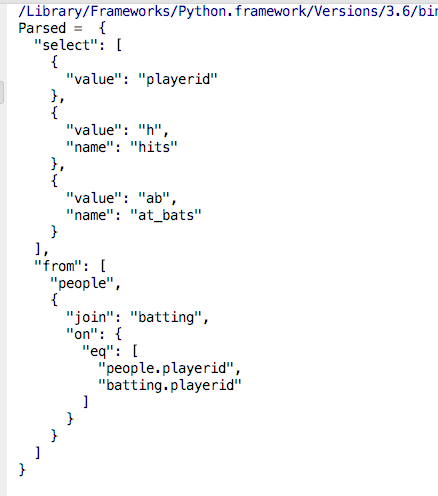 /Library/Frameworks/Python.framework/Versions/3.6/bin
Parsed =  {
  "select": [
    {
      "value": "playerid"
    },
    {
      "value": "h",
      "name": "hits"
    },
    {
      "value": "ab",
      "name": "at_bats"
    }
  ],
  "from": [
    "people",
    {
      "join": "batting",
      "on": {
        "eq": [
          "people.playerid",
          "batting.playerid"
        ]
      }
    }
  ]
}